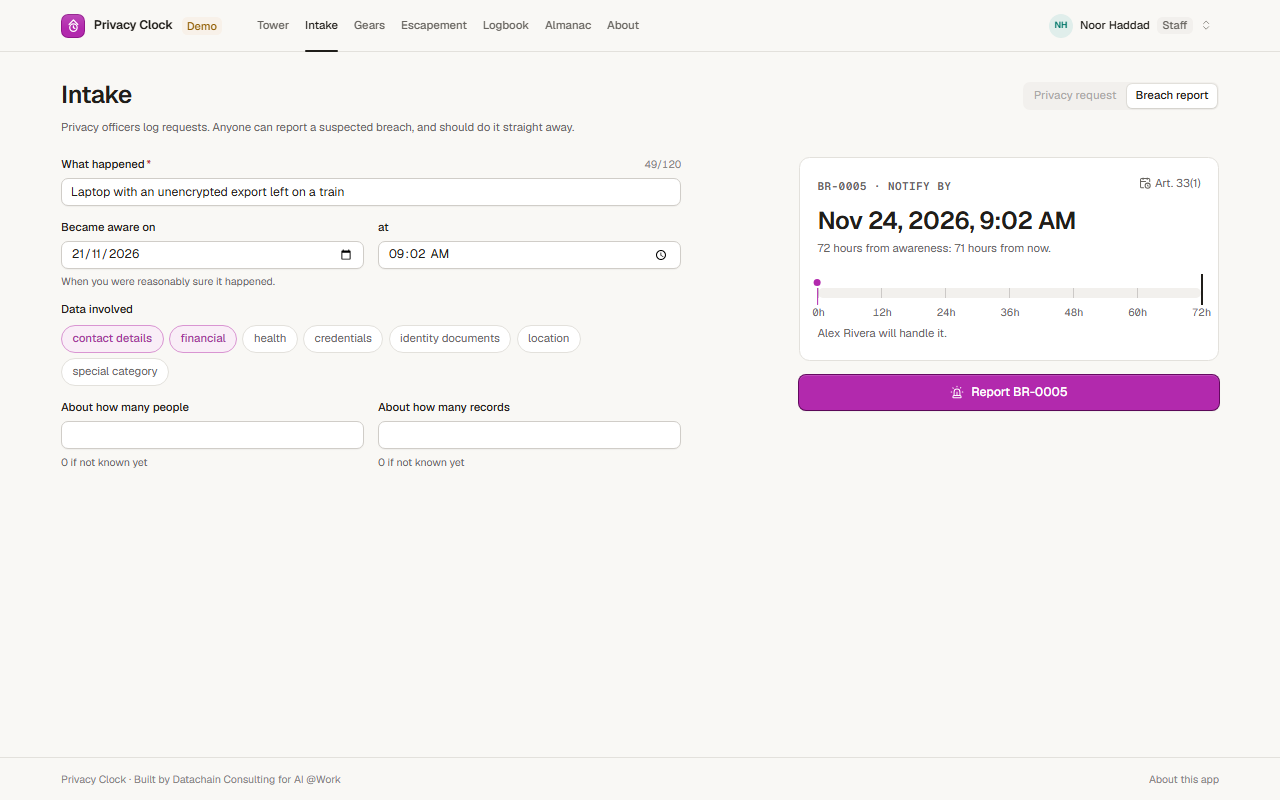 Privacy Clock Demo Tower Intake Gears Escapement Logbook Almanac About NH Noor Haddad Staff
Intake
Privacy request Breach report
Privacy officers log requests. Anyone can report a suspected breach, and should do it straight away.
What happened* 49/120
Laptop with an unencrypted export left on a train
Became aware on at
21/11/2026 09:02 AM
When you were reasonably sure it happened.
Data involved
contact details financial health credentials identity documents location
special category
About how many people About how many records
0 if not known yet 0 if not known yet
BR-0005 · NOTIFY BY Art. 33(1)
Nov 24, 2026, 9:02 AM
72 hours from awareness: 71 hours from now.
0h 12h 24h 36h 48h 60h 72h
Alex Rivera will handle it.
Report BR-0005
Privacy Clock · Built by Datachain Consulting for AI @Work About this app